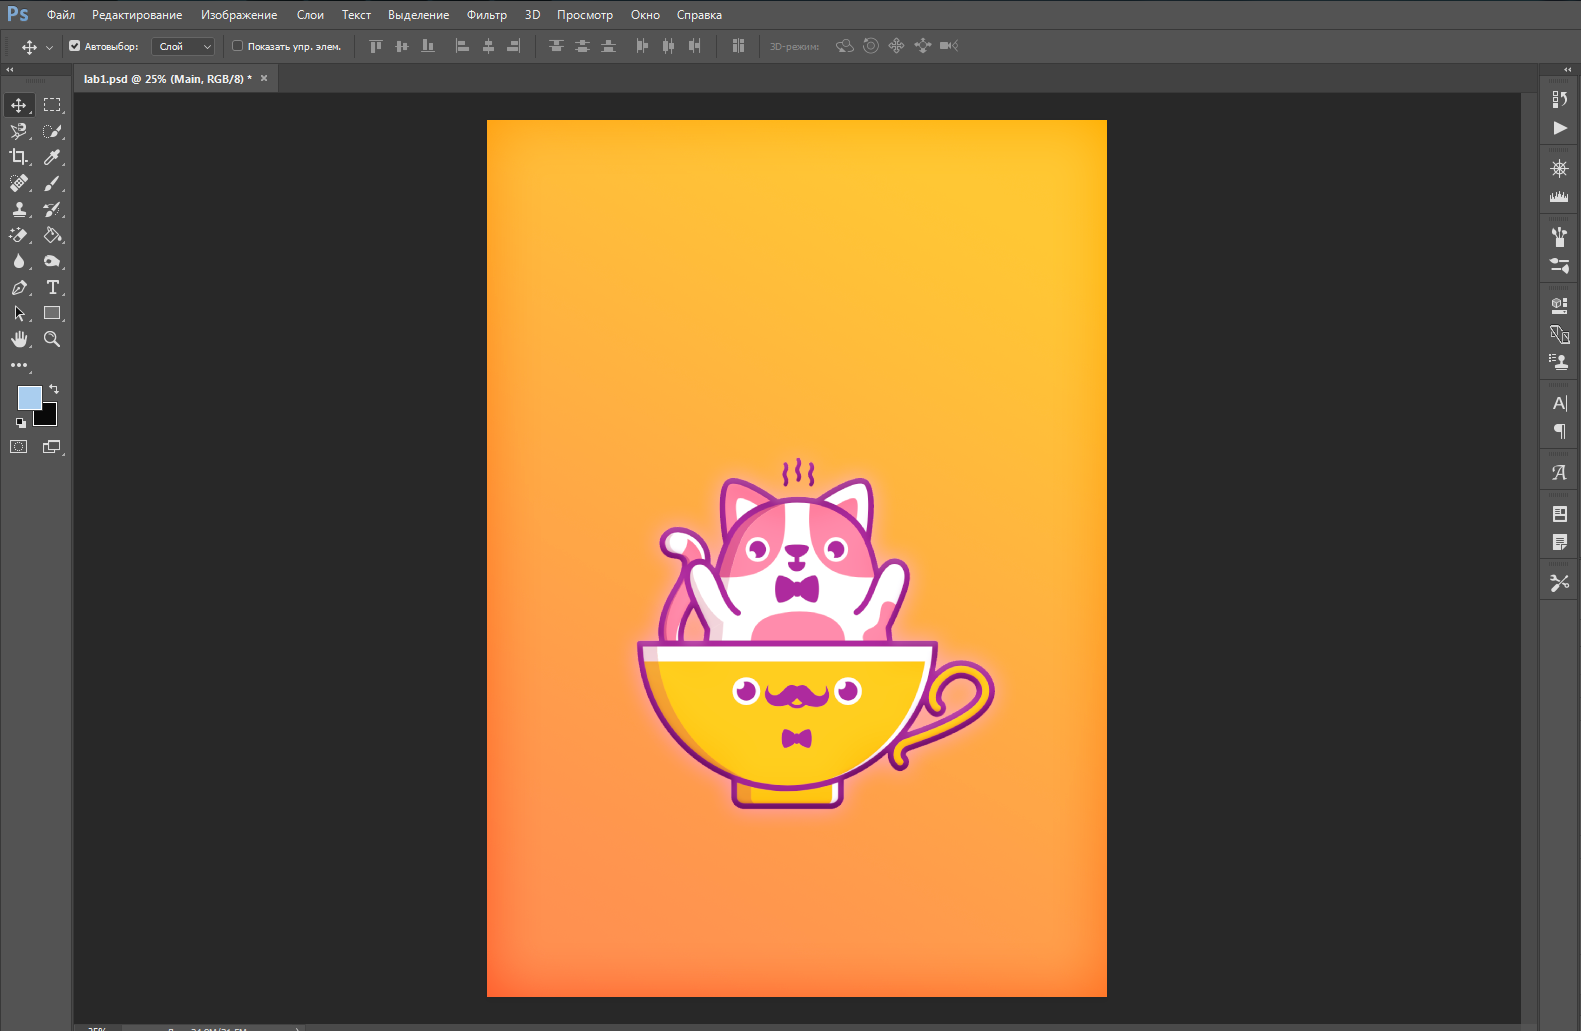 Ps Файл Редактирование Изображение Слои Текст Выделение Фильтр 3D Просмотр Окно Справка
Автовыбор: Слой Показать упр. элем. 3D-режим:
lab1.psd @ 25% (Main, RGB/8) * ×